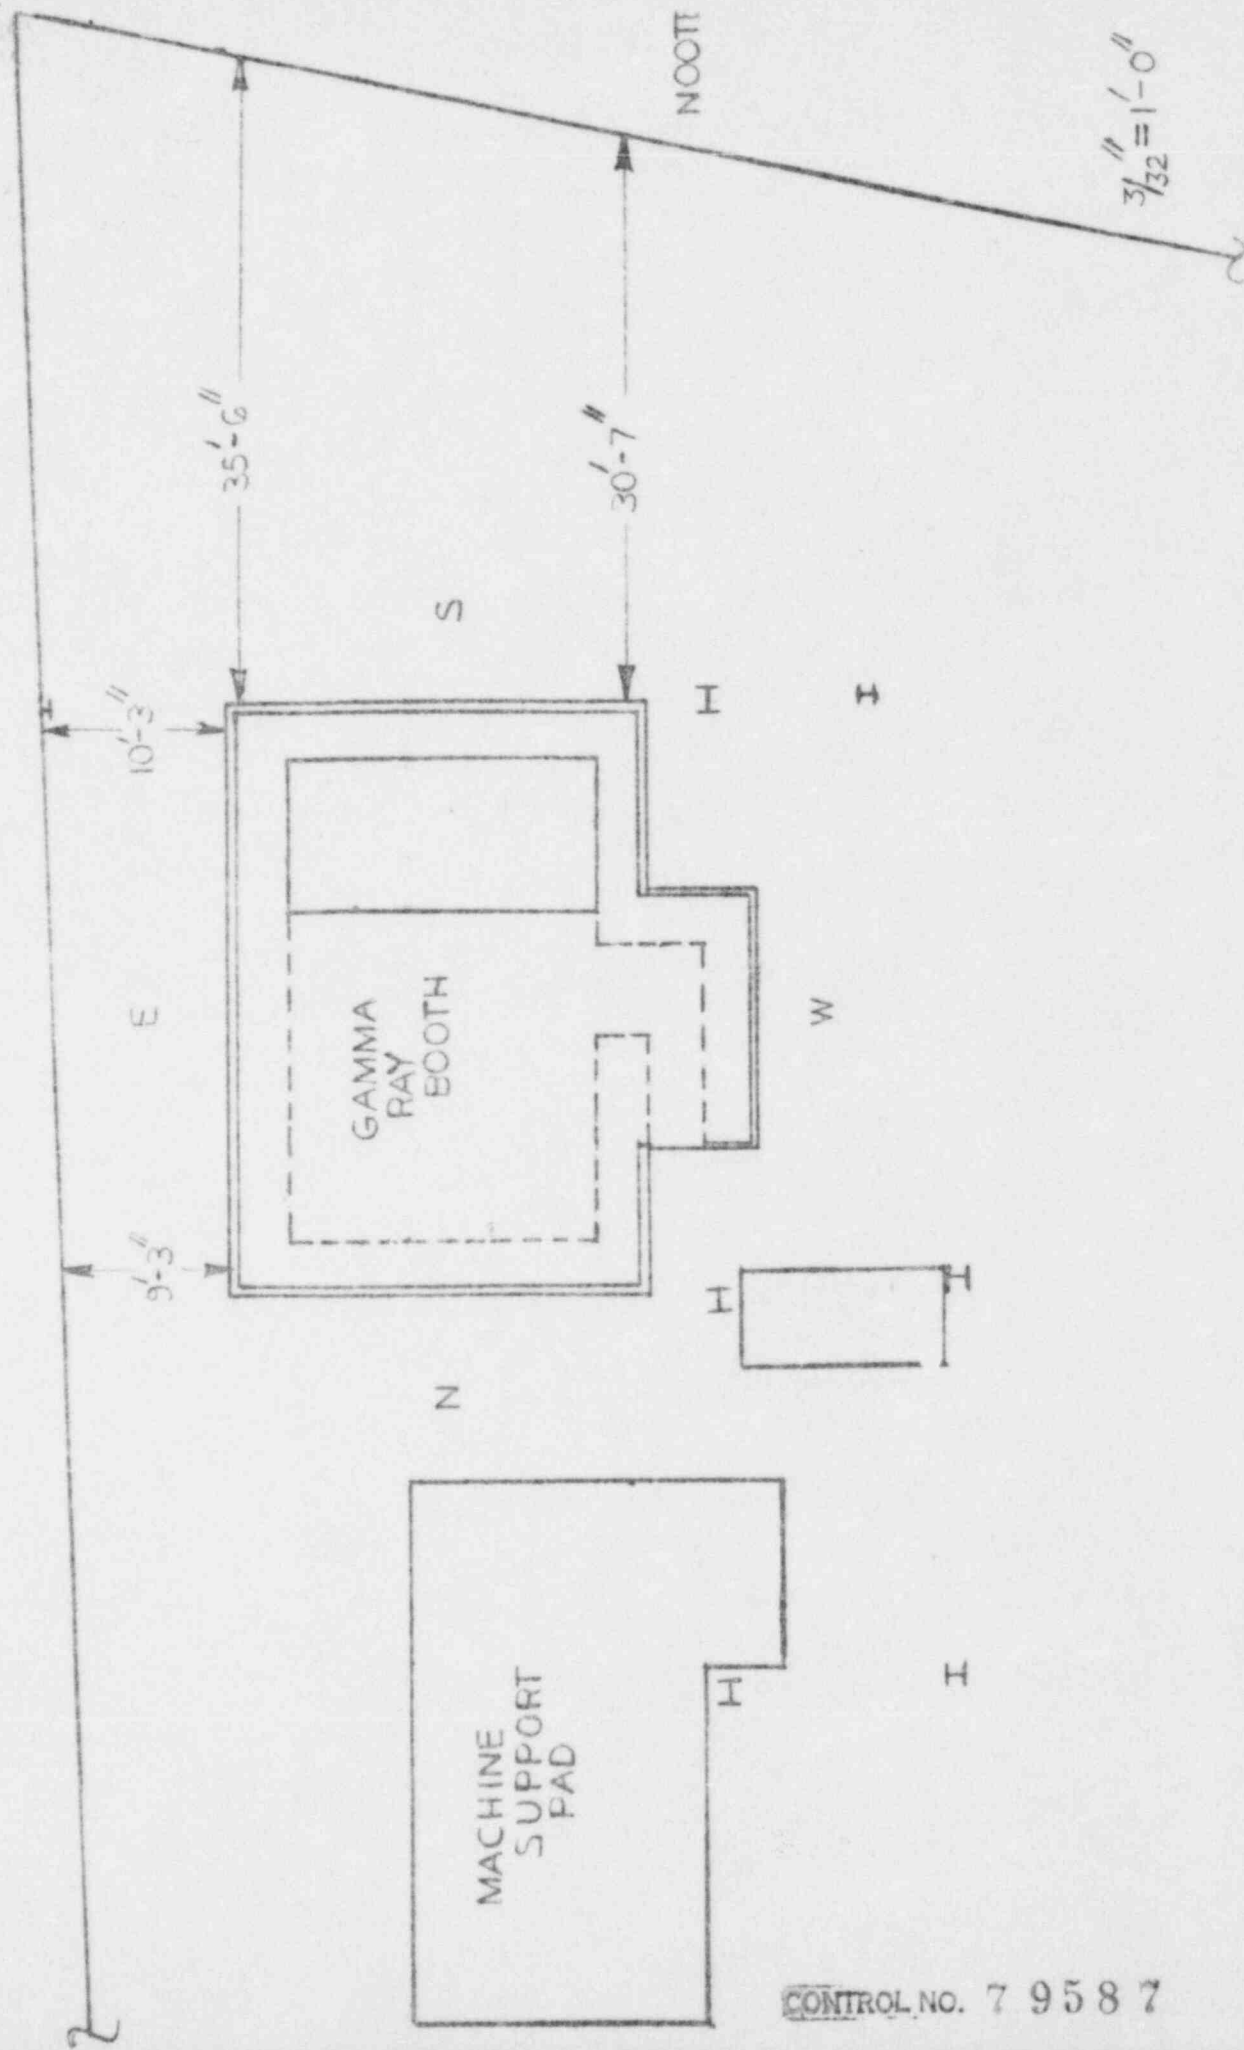 NOOTE
3/32"=1'-0"
35'-6"
30'-7"
10'-3"
S
E
GAMMA
RAY
BOOTH
W
9'-3"
N
MACHINE
SUPPORT
PAD
CONTROL NO. 7 9 5 8 7